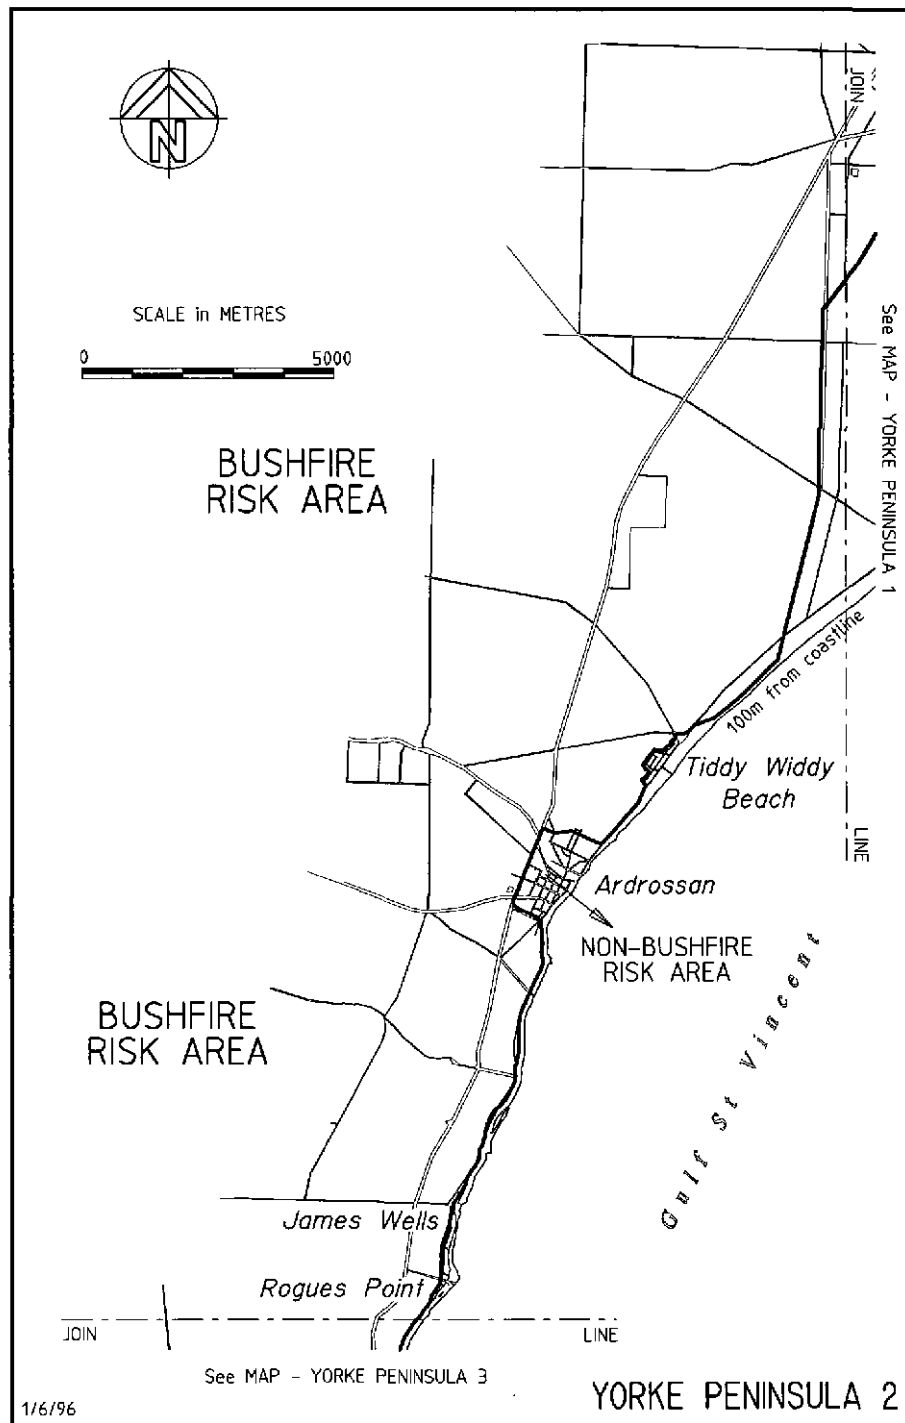 JOIN
N
SCALE in METRES
0 5000
See MAP - YORKE PENINSULA 1
BUSHFIRE
RISK AREA
100m from coastline
Tiddy Widdy
Beach
LINE
Ardrossan
NON-BUSHFIRE
RISK AREA
BUSHFIRE
RISK AREA
Gulf St Vincent
James Wells
Rogues Point
JOIN LINE
See MAP - YORKE PENINSULA 3
YORKE PENINSULA 2
1/6/96